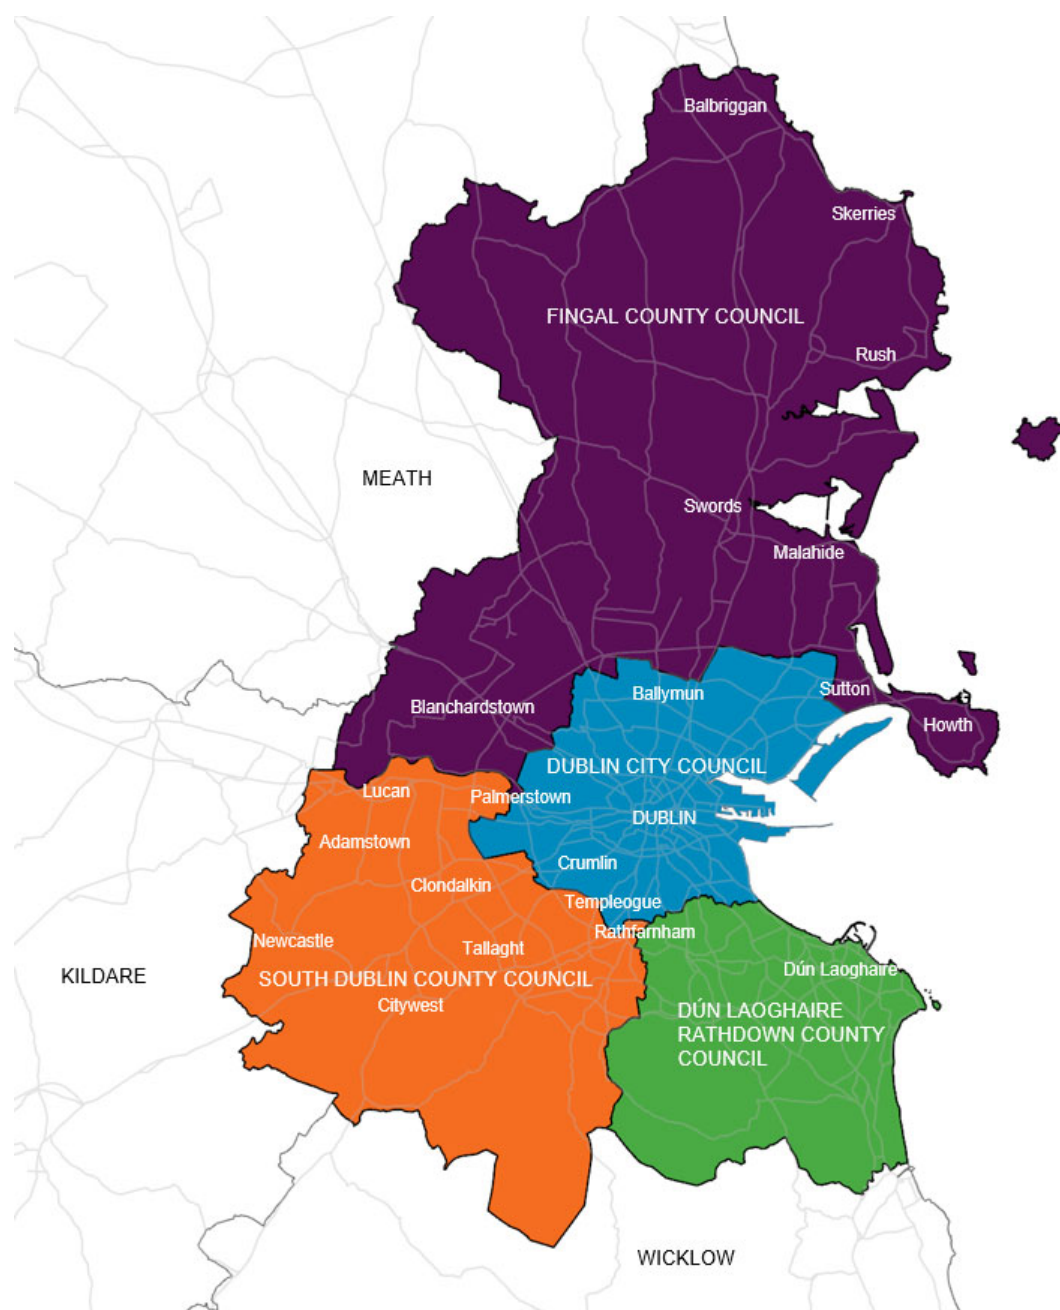 Balbriggan
Skerries
FINGAL COUNTY COUNCIL
Rush
MEATH
Swords
Malahide
Ballymun
Sutton
Blanchardstown
Howth
DUBLIN CITY COUNCIL
Lucan
Palmerstown
DUBLIN
Adamstown
Crumlin
Clondalkin
Templeogue
Rathfarnham
Newcastle
Tallaght
Dún Laoghaire
KILDARE
SOUTH DUBLIN COUNTY COUNCIL
Citywest
DÚN LAOGHAIRE
RATHDOWN COUNTY
COUNCIL
WICKLOW